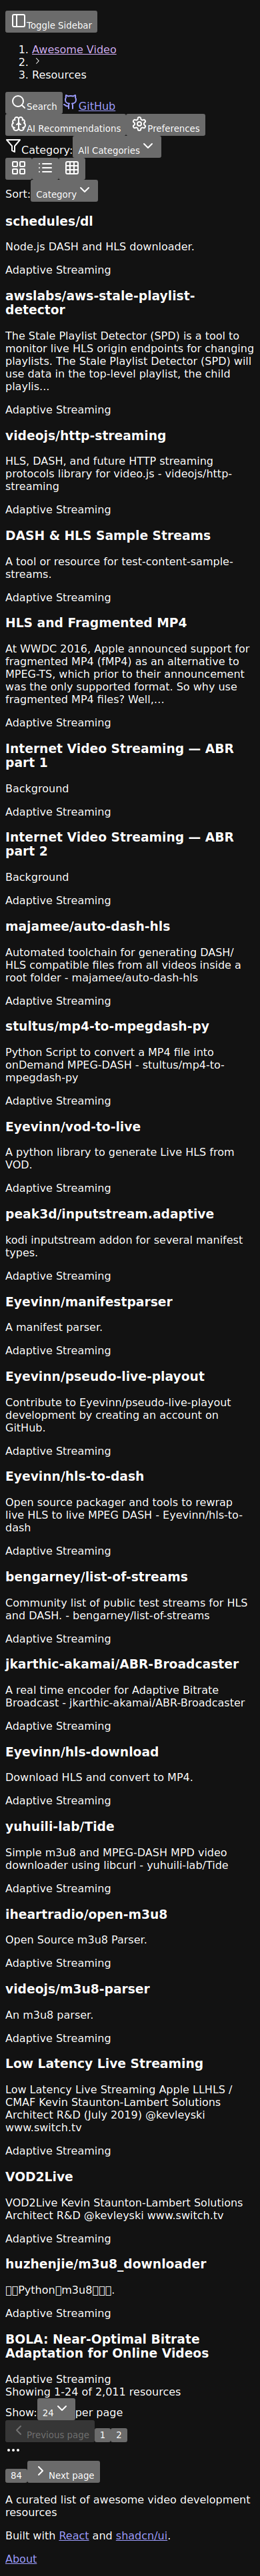 Toggle Sidebar
1. Awesome Video
2.
3. Resources
Search GitHub
AI Recommendations Preferences
Category: All Categories
Sort: Category
schedules/dl
Node.js DASH and HLS downloader.
Adaptive Streaming
awslabs/aws-stale-playlist-
detector
The Stale Playlist Detector (SPD) is a tool to
monitor live HLS origin endpoints for changing
playlists. The Stale Playlist Detector (SPD) will
use data in the top-level playlist, the child
playlis...
Adaptive Streaming
videojs/http-streaming
HLS, DASH, and future HTTP streaming
protocols library for video.js - videojs/http-
streaming
Adaptive Streaming
DASH & HLS Sample Streams
A tool or resource for test-content-sample-
streams.
Adaptive Streaming
HLS and Fragmented MP4
At WWDC 2016, Apple announced support for
fragmented MP4 (fMP4) as an alternative to
MPEG-TS, which prior to their announcement
was the only supported format. So why use
fragmented MP4 files? Well,...
Adaptive Streaming
Internet Video Streaming — ABR
part 1
Background
Adaptive Streaming
Internet Video Streaming — ABR
part 2
Background
Adaptive Streaming
majamee/auto-dash-hls
Automated toolchain for generating DASH/
HLS compatible files from all videos inside a
root folder - majamee/auto-dash-hls
Adaptive Streaming
stultus/mp4-to-mpegdash-py
Python Script to convert a MP4 file into
onDemand MPEG-DASH - stultus/mp4-to-
mpegdash-py
Adaptive Streaming
Eyevinn/vod-to-live
A python library to generate Live HLS from
VOD.
Adaptive Streaming
peak3d/inputstream.adaptive
kodi inputstream addon for several manifest
types.
Adaptive Streaming
Eyevinn/manifestparser
A manifest parser.
Adaptive Streaming
Eyevinn/pseudo-live-playout
Contribute to Eyevinn/pseudo-live-playout
development by creating an account on
GitHub.
Adaptive Streaming
Eyevinn/hls-to-dash
Open source packager and tools to rewrap
live HLS to live MPEG DASH - Eyevinn/hls-to-
dash
Adaptive Streaming
bengarney/list-of-streams
Community list of public test streams for HLS
and DASH. - bengarney/list-of-streams
Adaptive Streaming
jkarthic-akamai/ABR-Broadcaster
A real time encoder for Adaptive Bitrate
Broadcast - jkarthic-akamai/ABR-Broadcaster
Adaptive Streaming
Eyevinn/hls-download
Download HLS and convert to MP4.
Adaptive Streaming
yuhuili-lab/Tide
Simple m3u8 and MPEG-DASH MPD video
downloader using libcurl - yuhuili-lab/Tide
Adaptive Streaming
iheartradio/open-m3u8
Open Source m3u8 Parser.
Adaptive Streaming
videojs/m3u8-parser
An m3u8 parser.
Adaptive Streaming
Low Latency Live Streaming
Low Latency Live Streaming Apple LLHLS /
CMAF Kevin Staunton-Lambert Solutions
Architect R&D (July 2019) @kevleyski
www.switch.tv
Adaptive Streaming
VOD2Live
VOD2Live Kevin Staunton-Lambert Solutions
Architect R&D @kevleyski www.switch.tv
Adaptive Streaming
huzhenjie/m3u8_downloader
Python m3u8 .
Adaptive Streaming
BOLA: Near-Optimal Bitrate
Adaptation for Online Videos
Adaptive Streaming
Showing 1-24 of 2,011 resources
Show: 24 per page
Previous page 1 2
84 Next page
A curated list of awesome video development
resources
Built with React and shadcn/ui.
About